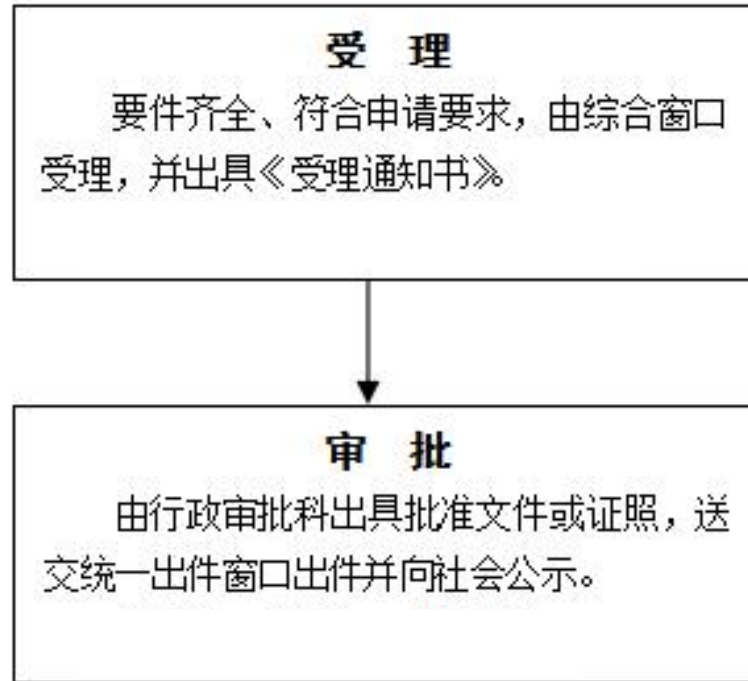 受 理
要件齐全、符合申请要求，由综合窗口
受理，并出具《受理通知书》。
审 批
由行政审批科出具批准文件或证照，送
交统一出件窗口出件并向社会公示。